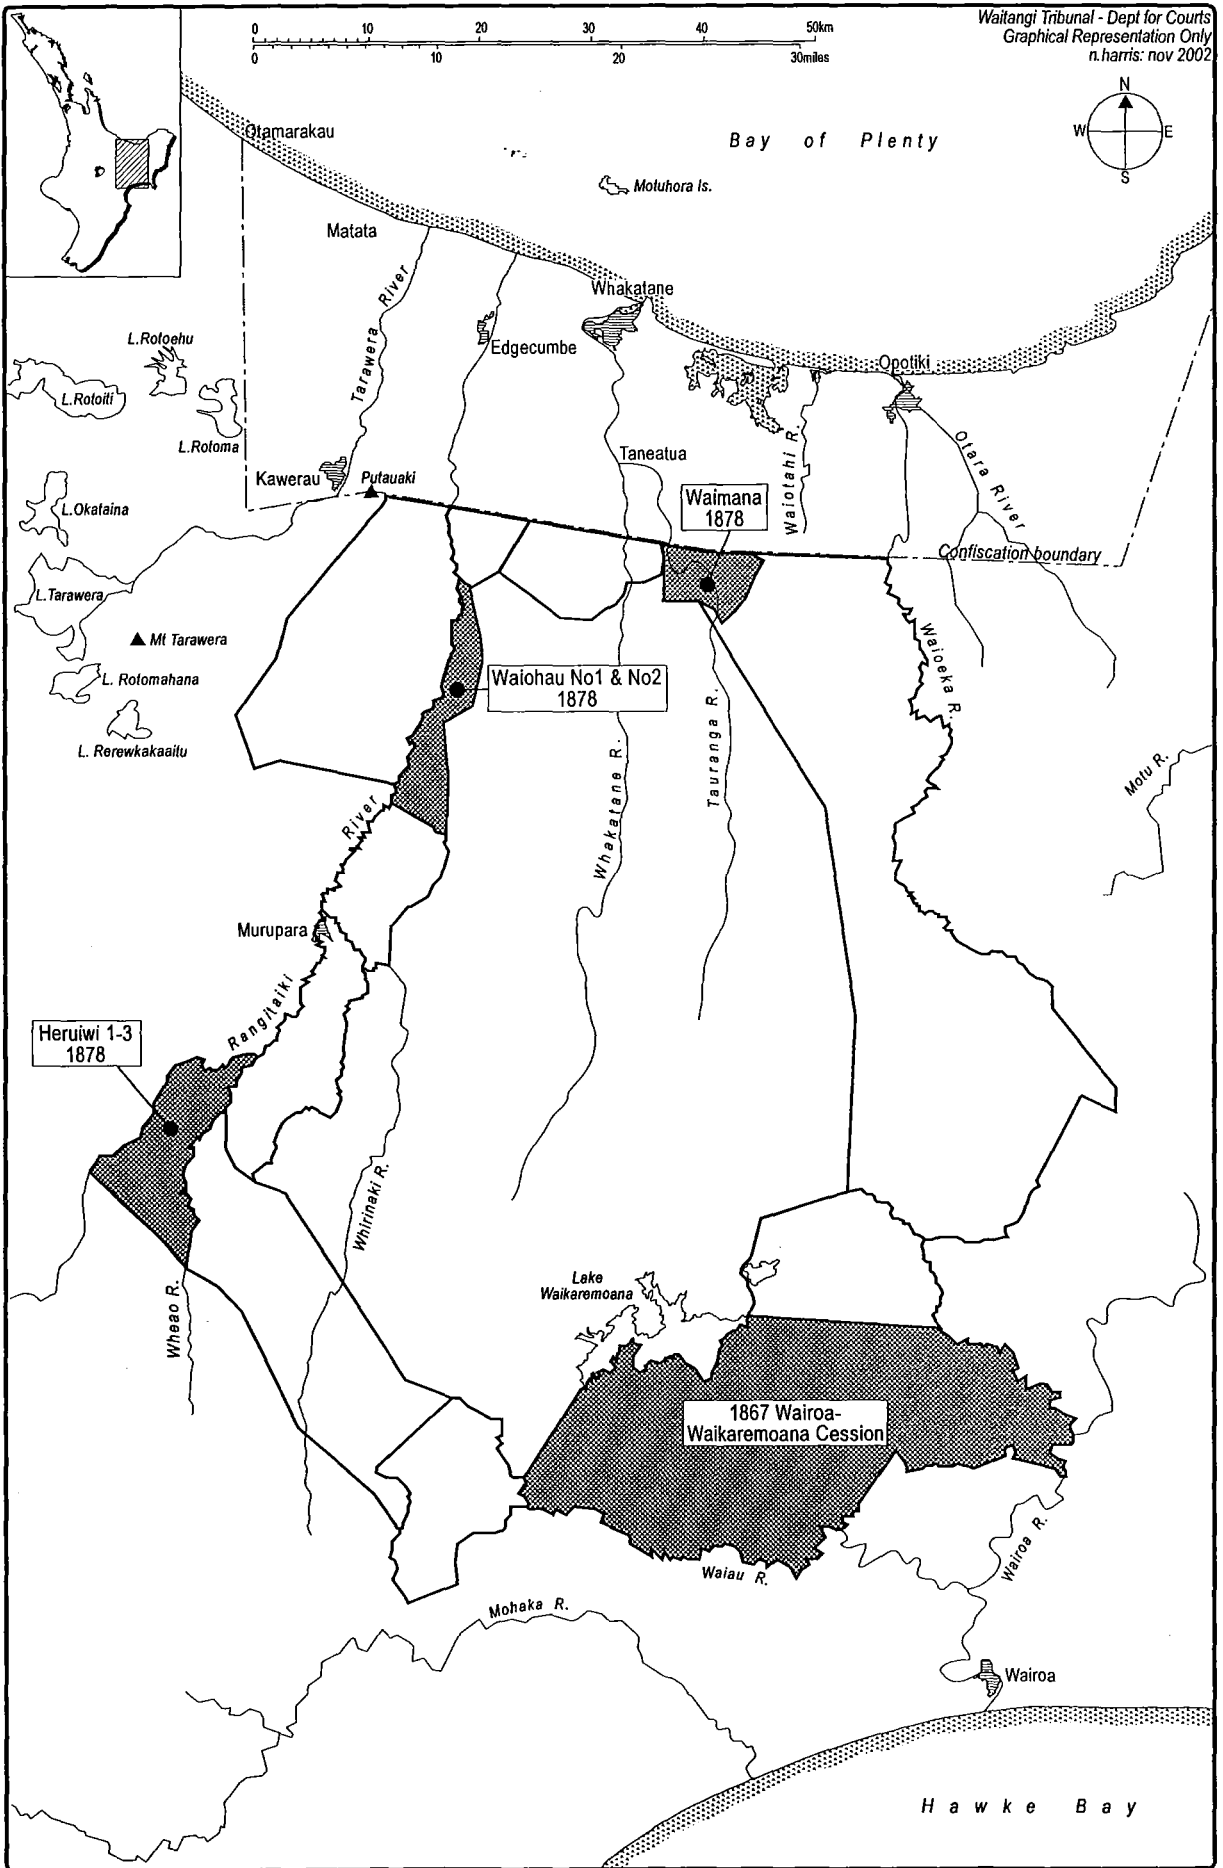 Waitangi Tribunal - Dept for Courts
Graphical Representation Only
n.harris: nov 2002
0 10 20 30 40 50km
0 10 20 30miles
N
W E
S
Bay of Plenty
Otamarakau
Motuhora Is.
Matata
Whakatane
Tarawera River
Edgecumbe
L.Rotoehu
L.Rotoiti
L.Rotoma
Opotiki
Otara River
Taneatua
Waiotahi R.
Kawerau
Putauaki
L.Okataina
Waimana
1878
Confiscation boundary
L.Tarawera
Mt Tarawera
Waioeka R.
L. Rotomahana
Waiohau No1 & No2
1878
L. Rerewkakaaitu
Whakatane R.
Tauranga R.
Motu R.
Rangitaiki River
Murupara
Heruiwi 1-3
1878
Whirinaki R.
Wheao R.
Lake
Waikaremoana
1867 Wairoa-
Waikaremoana Cession
Waiau R.
Wairoa R.
Mohaka R.
Wairoa
Hawke Bay